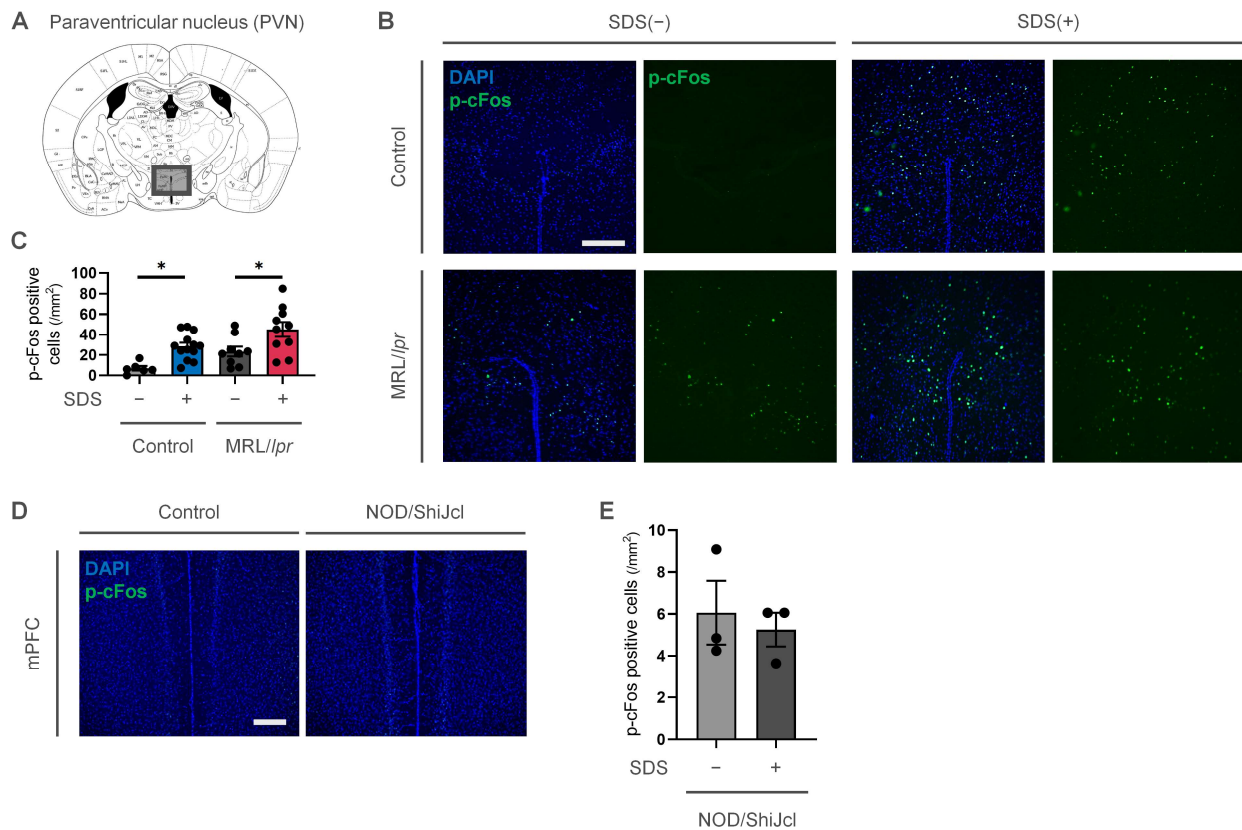 A Paraventricular nucleus (PVN)
B
SDS(−)
SDS(+)
Control
DAPI
p-cFos
p-cFos
MRL/lpr
C
p-cFos positive
cells (/mm²)
100
80
60
40
20
0
* *
SDS − + − +
Control MRL/lpr
D
Control NOD/ShiJcl
mPFC
DAPI
p-cFos
E
p-cFos positive cells (/mm²)
10
8
6
4
2
0
SDS − +
NOD/ShiJcl